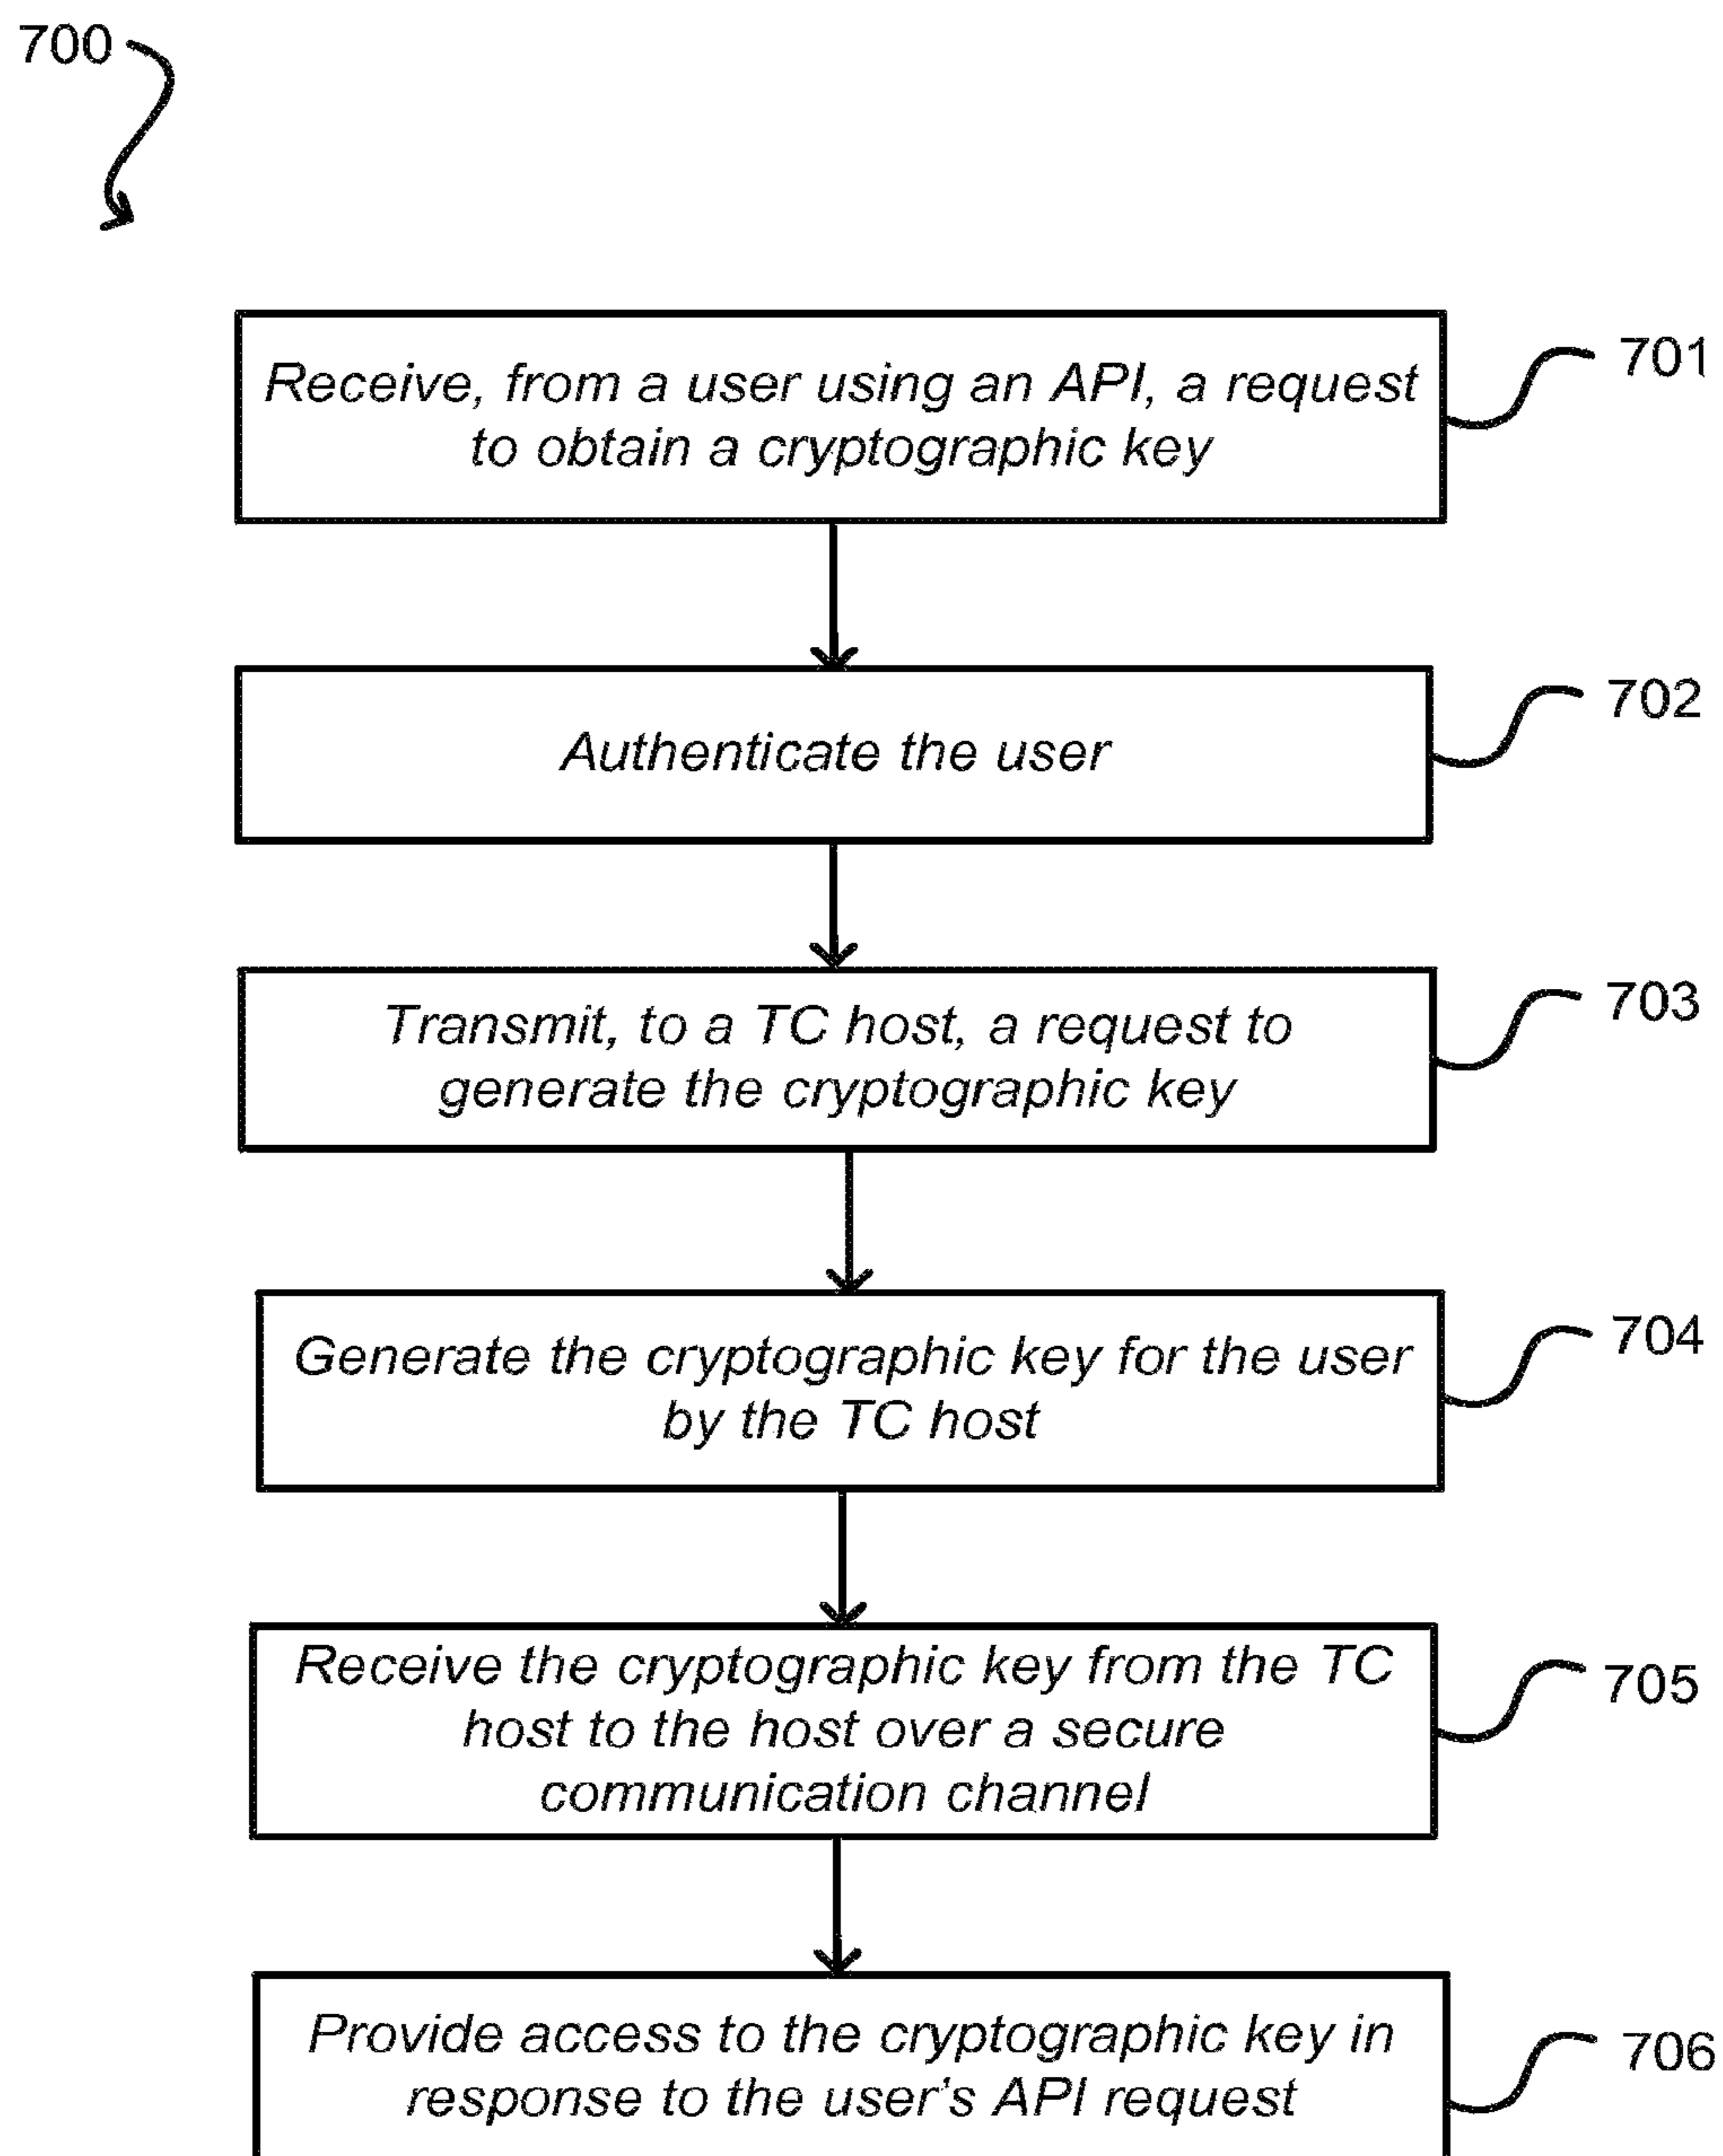 700
Receive, from a user using an API, a request
to obtain a cryptographic key
701
Authenticate the user
702
Transmit, to a TC host, a request to
generate the cryptographic key
703
Generate the cryptographic key for the user
by the TC host
704
Receive the cryptographic key from the TC
host to the host over a secure
communication channel
705
Provide access to the cryptographic key in
response to the user's API request
706